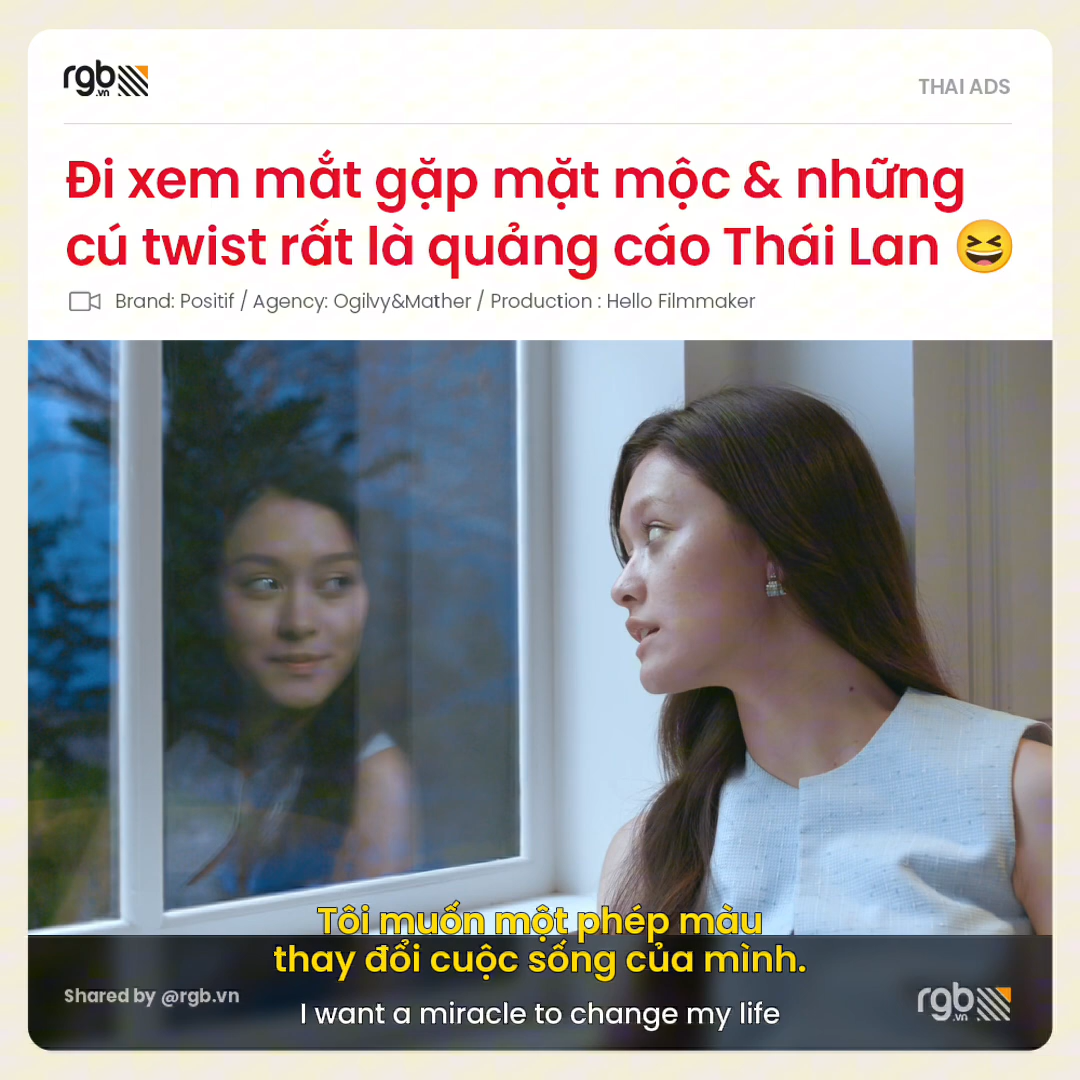 rgb
.vn
THAI ADS
Đi xem mắt gặp mặt mộc & những
cú twist rất là quảng cáo Thái Lan 😆
Brand: Positif / Agency: Ogilvy&Mather / Production : Hello Filmmaker
Tôi muốn một phép màu
thay đổi cuộc sống của mình.
Shared by @rgb.vn
I want a miracle to change my life
rgb
.vn